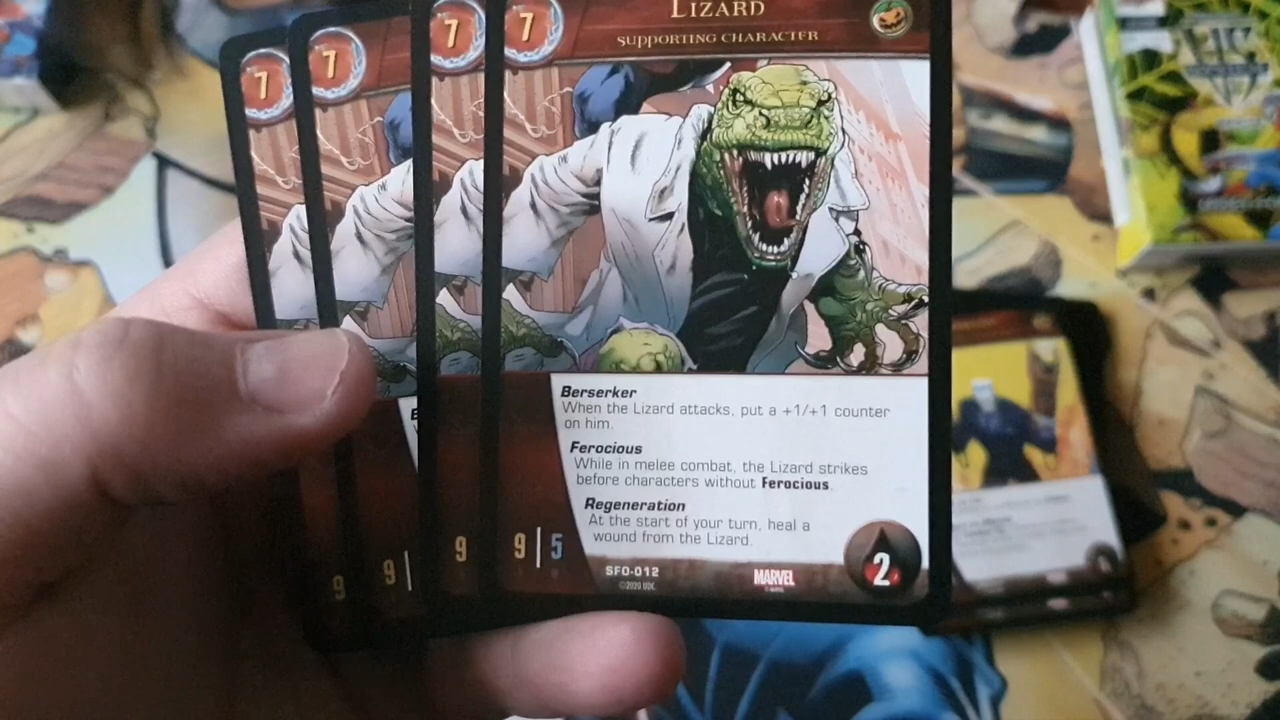 7
7
7
7
LIZARD
SUPPORTING CHARACTER
Berserker
When the Lizard attacks, put a +1/+1 counter
on him.
Ferocious
While in melee combat, the Lizard strikes
before characters without Ferocious.
Regeneration
At the start of your turn, heal a
wound from the Lizard.
9
9
9
9 | 5
2
SFO-012
©2020 UDC
MARVEL
VS